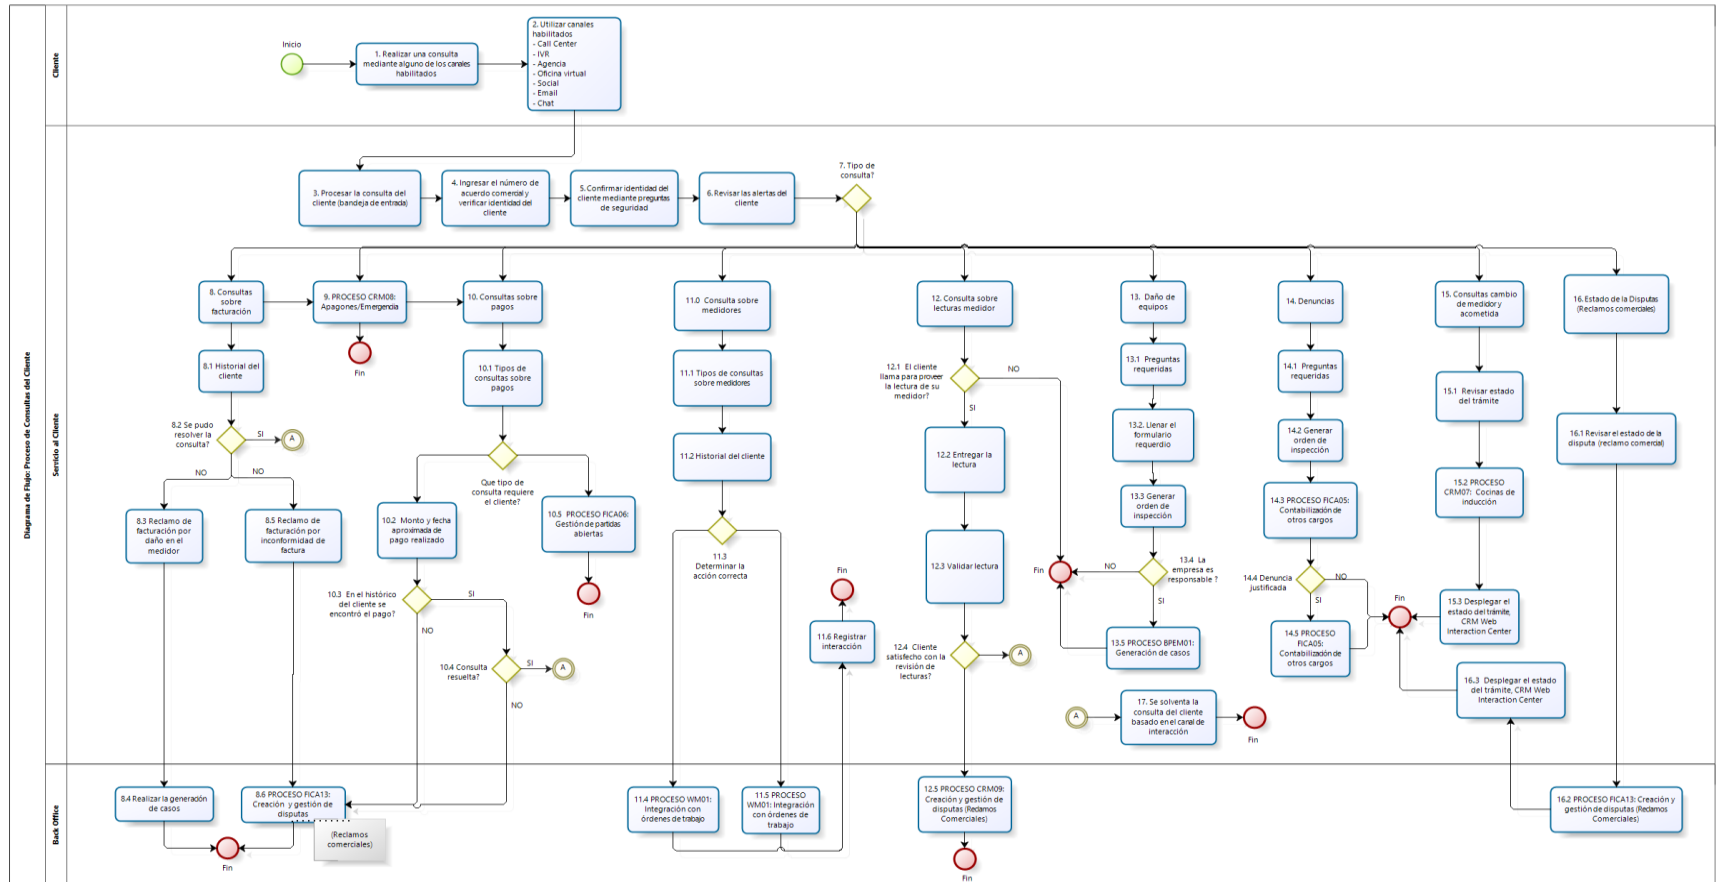 Diagrama de Flujo: Proceso de Consultas del Cliente
Cliente
Inicio
1. Realizar una consulta
mediante alguno de los canales
habilitados
2. Utilizar canales
habilitados
- Call Center
- IVR
- Agencia
- Oficina virtual
- Social
- Email
- Chat
Servicio al Cliente
3. Procesar la consulta del
cliente (bandeja de entrada)
4. Ingresar el número de
acuerdo comercial y
verificar identidad del
cliente
5. Confirmar identidad del
cliente mediante preguntas
de seguridad
6. Revisar las alertas del
cliente
7. Tipo de
consulta?
8. Consultas
sobre
facturación
9. PROCESO CRM08:
Apagones/Emergencia
10. Consultas sobre
pagos
11.0 Consulta sobre
medidores
12. Consulta sobre
lecturas medidor
13. Daño de
equipos
14. Denuncias
15. Consultas cambio
de medidor y
acometida
16. Estado de la Disputas
(Reclamos comerciales)
Fin
8.1 Historial del
cliente
8.2 Se pudo
resolver la
consulta?
SI
A
NO
NO
8.3 Reclamo de
facturación por
daño en el
medidor
8.5 Reclamo de
facturación por
inconformidad de
factura
10.1 Tipos de
consultas sobre
pagos
Que tipo de
consulta requiere
el cliente?
10.2 Monto y fecha
aproximada de
pago realizado
10.5 PROCESO FICA06:
Gestión de partidas
abiertas
Fin
10.3 En el histórico
del cliente se
encontró el pago?
SI
NO
10.4 Consulta
resuelta?
SI
A
NO
11.1 Tipos de consultas
sobre medidores
11.2 Historial del cliente
11.3
Determinar la
acción correcta
Fin
11.6 Registrar
interacción
12.1 El cliente
llama para proveer
la lectura de su
medidor?
NO
SI
12.2 Entregar la
lectura
12.3 Validar lectura
12.4 Cliente
satisfecho con la
revisión de
lecturas?
A
Fin
13.1 Preguntas
requeridas
13.2. Llenar el
formulario
requerdio
13.3 Generar
orden de
inspección
13.4 La
empresa es
responsable ?
NO
SI
13.5 PROCESO BPEM01:
Generación de casos
14.1 Preguntas
requeridas
14.2 Generar
orden de
inspección
14.3 PROCESO FICA05:
Contabilización de
otros cargos
14.4 Denuncia
justificada
NO
SI
14.5 PROCESO
FICA05:
Contabilización de
otros cargos
Fin
15.1 Revisar estado
del trámite
15.2 PROCESO
CRM07: Cocinas de
inducción
15.3 Desplegar el
estado del trámite,
CRM Web
Interaction Center
16.1 Revisar el estado de la
disputa (reclamo comercial)
16.3 Desplegar el estado
del trámite, CRM Web
Interaction Center
A
17. Se solventa la
consulta del cliente
basado en el canal de
interacción
Fin
Back Office
8.4 Realizar la generación
de casos
8.6 PROCESO FICA13:
Creación y gestión de
disputas
(Reclamos
comerciales)
Fin
11.4 PROCESO WM01:
Integración con
órdenes de trabajo
11.5 PROCESO
WM01: Integración
con órdenes de
trabajo
12.5 PROCESO CRM09:
Creación y gestión de
disputas (Reclamos
Comerciales)
Fin
16.2 PROCESO FICA13: Creación y
gestión de disputas (Reclamos
Comerciales)